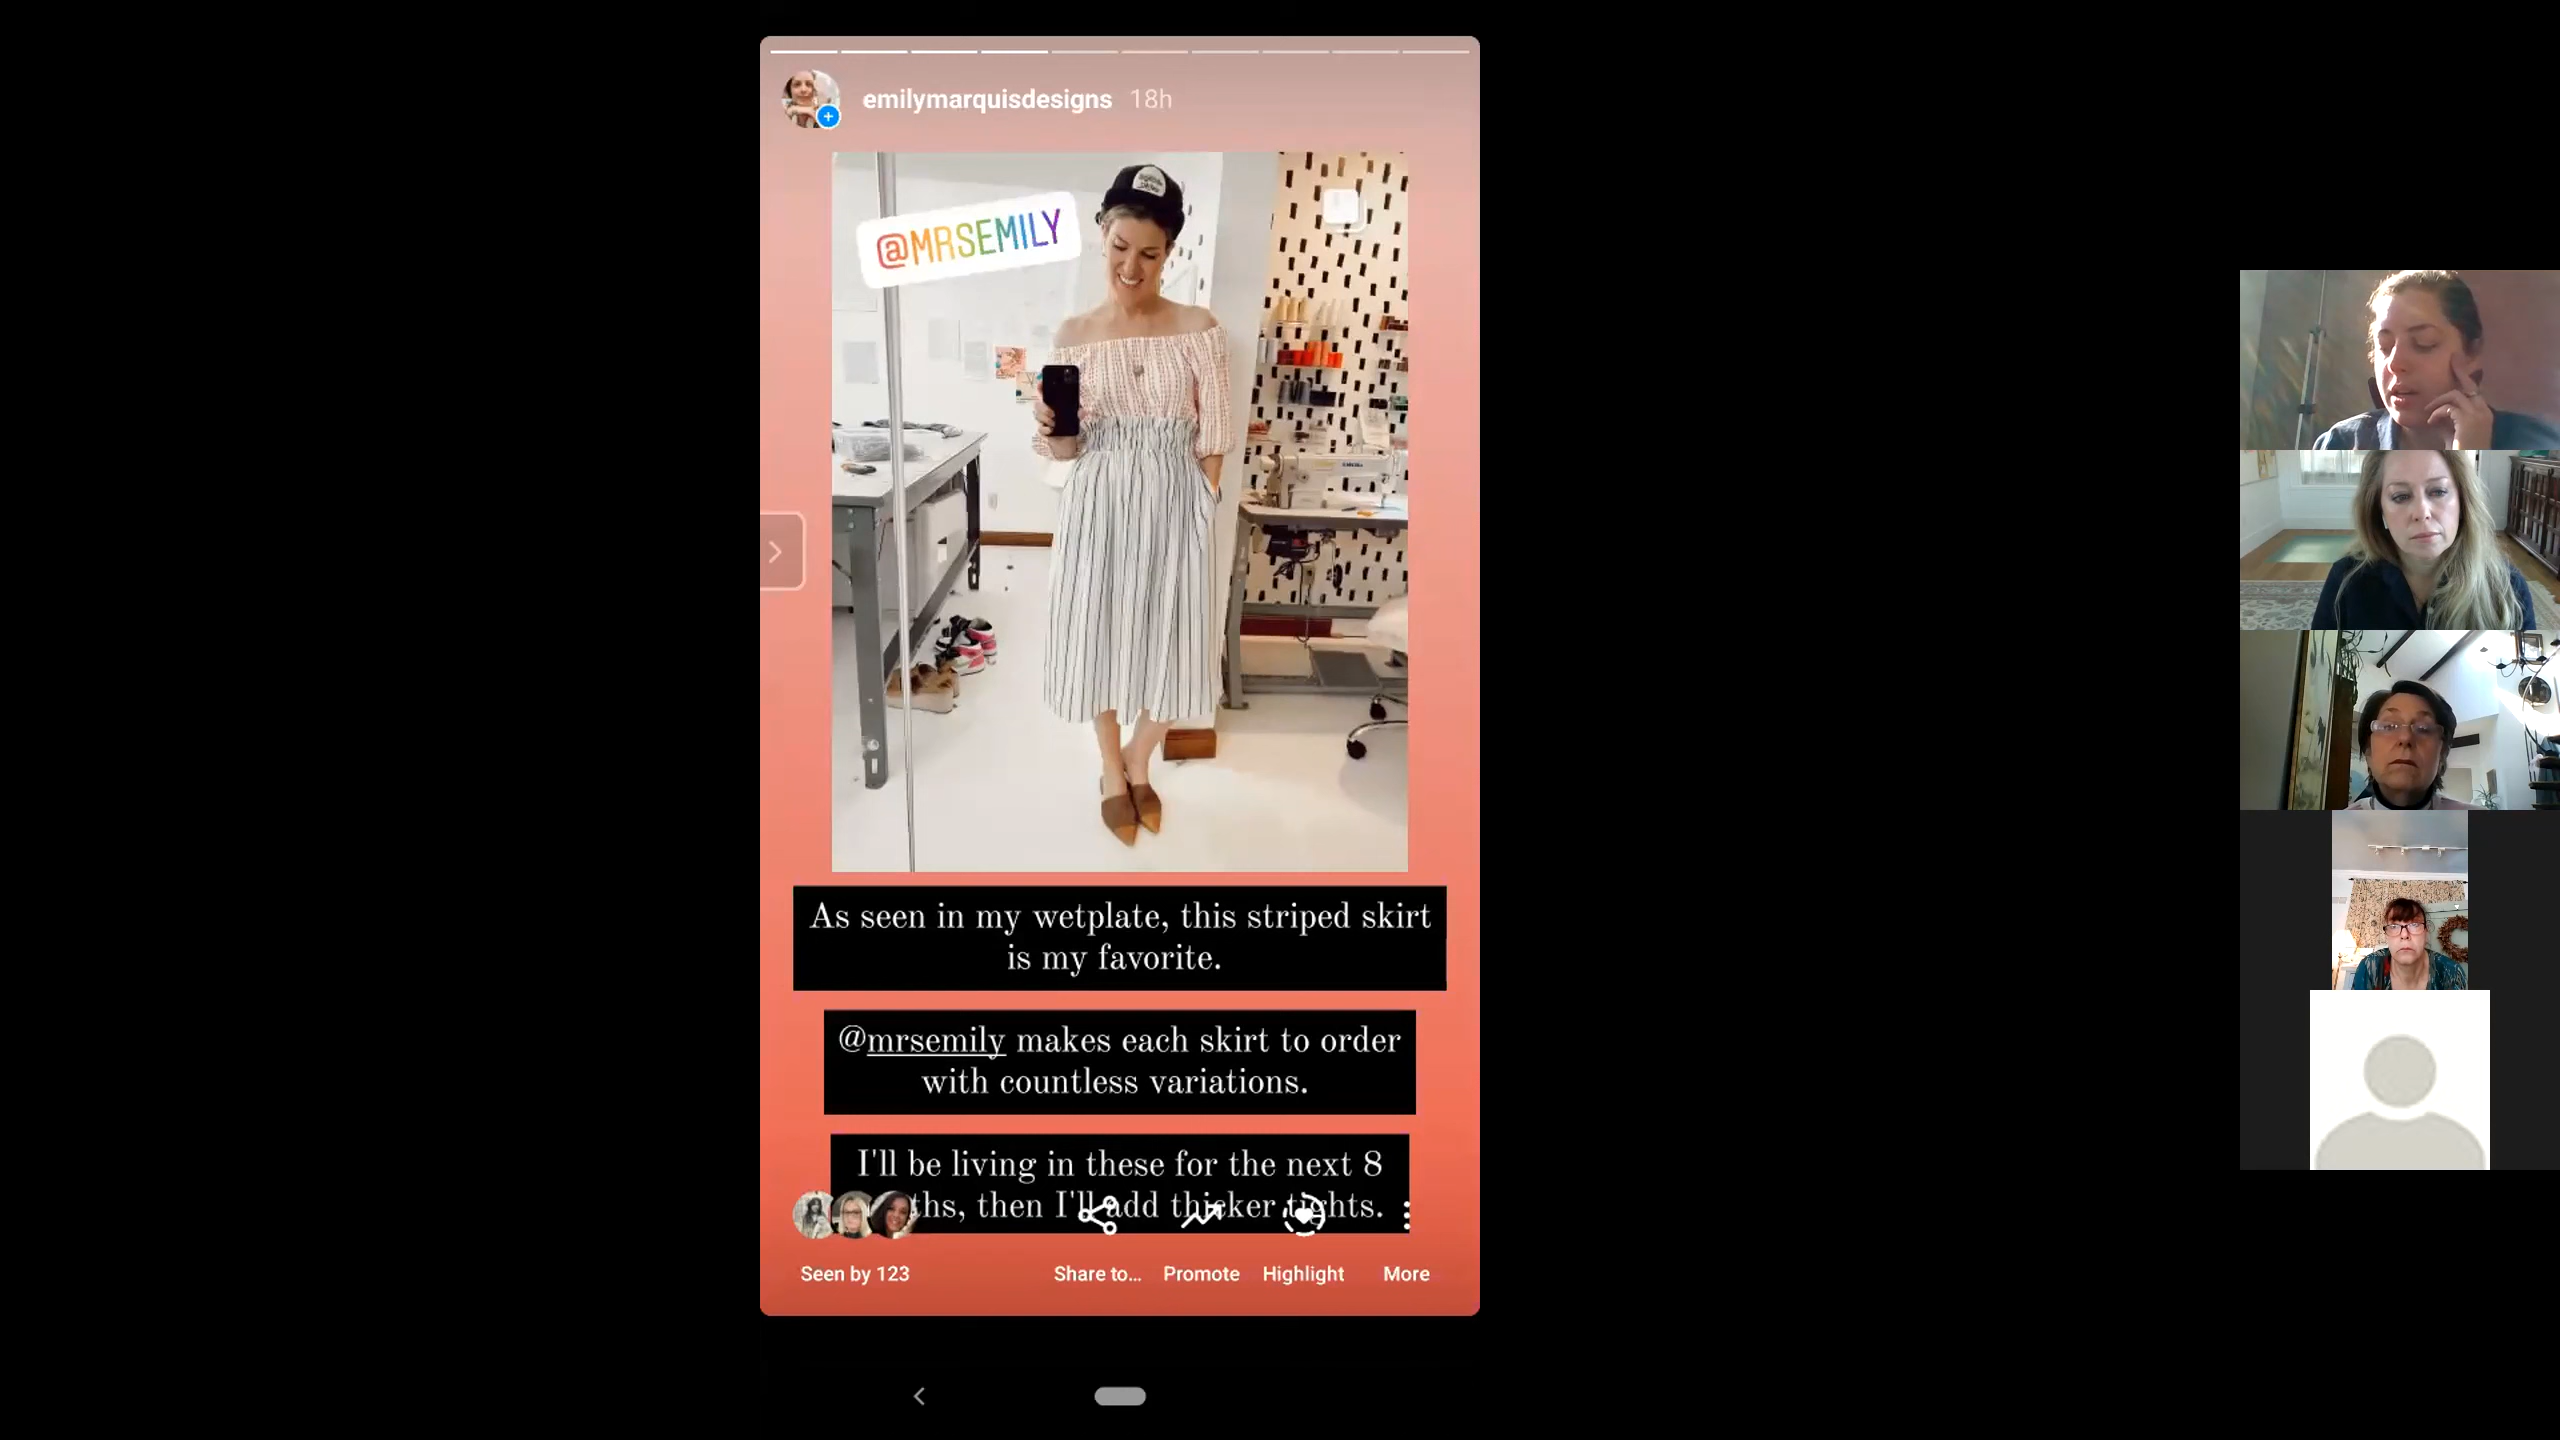 emilymarquisdesigns 18h
@MRSEMILY
As seen in my wetplate, this striped skirt
is my favorite.
@mrsemily makes each skirt to order
with countless variations.
I'll be living in these for the next 8
ths, then I'll add thicker tights.
Seen by 123
Share to...
Promote
Highlight
More